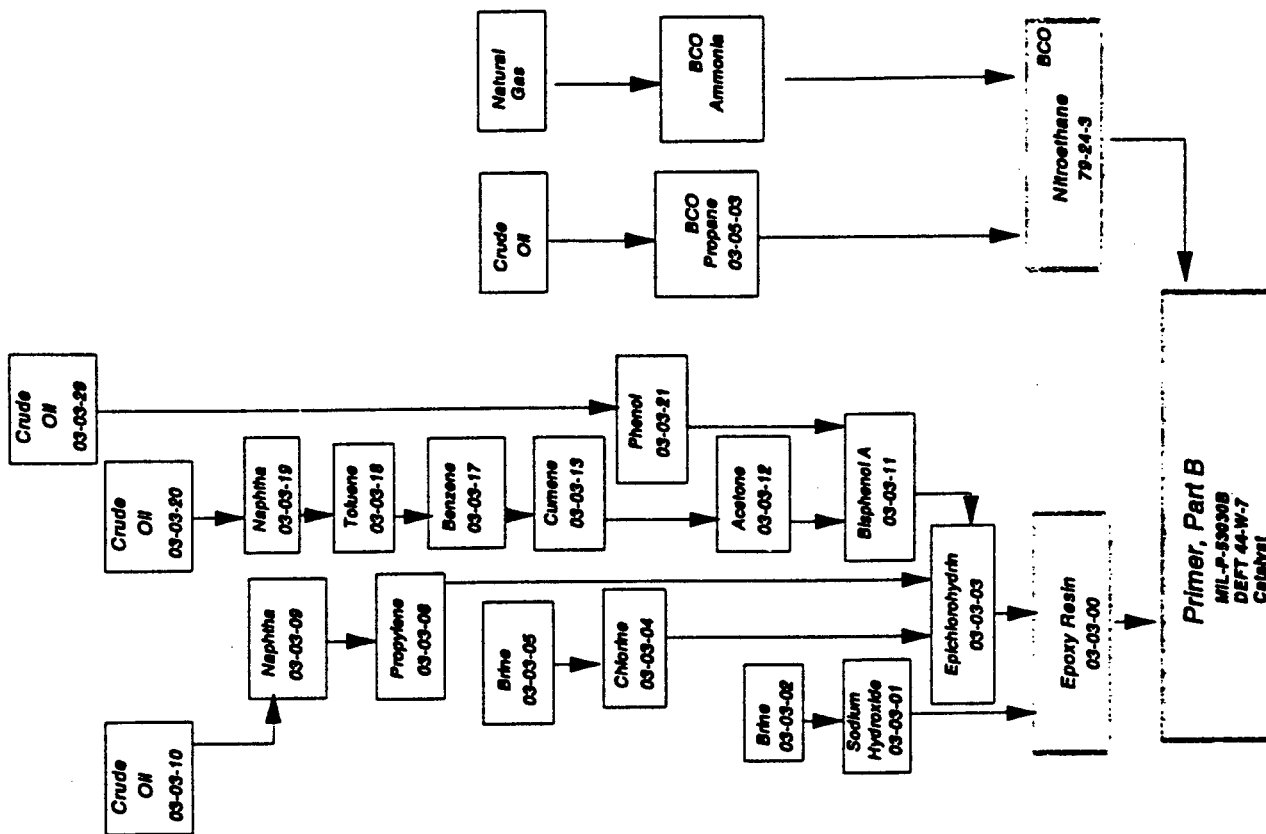 Natural
Gas
BCO
Ammonia
BCO
Nitroethane
79-24-3
Crude
Oil
BCO
Propane
03-05-03
Crude
Oil
03-03-29
Phenol
03-03-21
Crude
Oil
03-03-20
Naphtha
03-03-19
Toluene
03-03-18
Benzene
03-03-17
Cumene
03-03-13
Acetone
03-03-12
Bisphenol A
03-03-11
Crude
Oil
03-03-10
Naphtha
03-03-09
Propylene
03-03-08
Brine
03-03-05
Chlorine
03-03-04
Epichlorohydrin
03-03-03
Brine
03-03-02
Sodium
Hydroxide
03-03-01
Epoxy Resin
03-03-00
Primer, Part B
MIL-P-53030B
DEFT 44-W-7
Catalyst